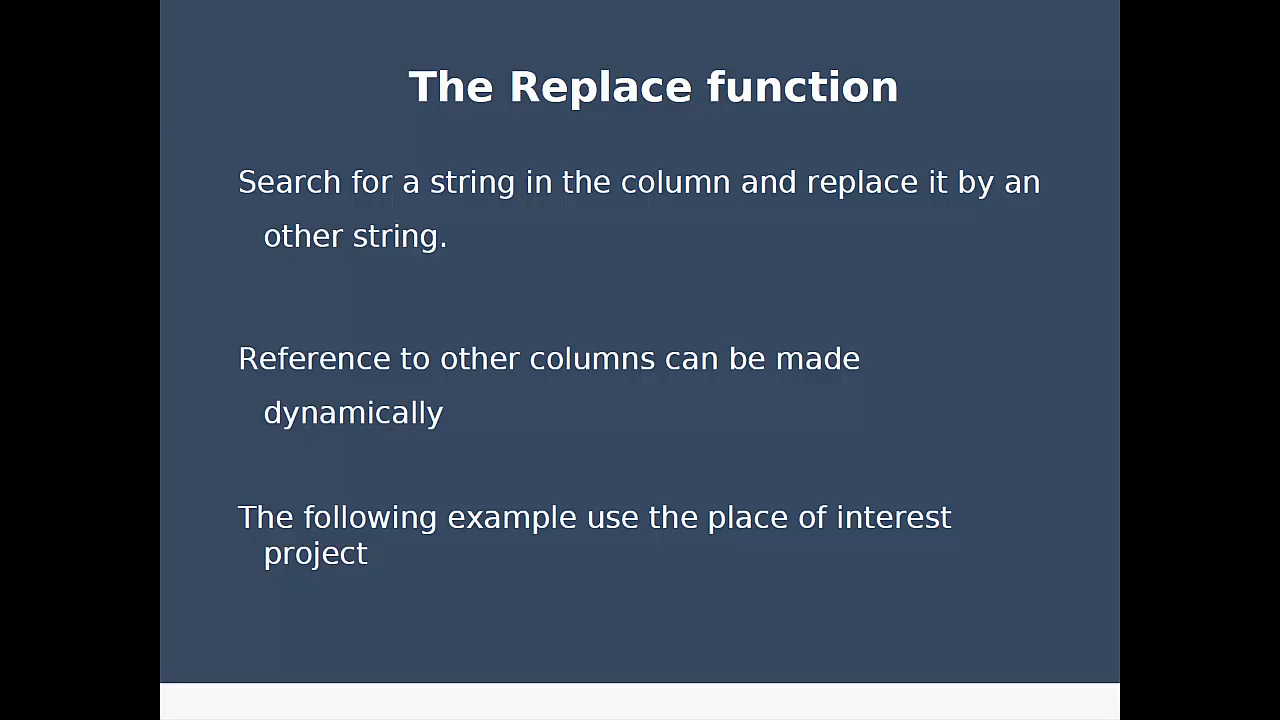 The Replace function
Search for a string in the column and replace it by an
other string.
Reference to other columns can be made
dynamically
The following example use the place of interest
project